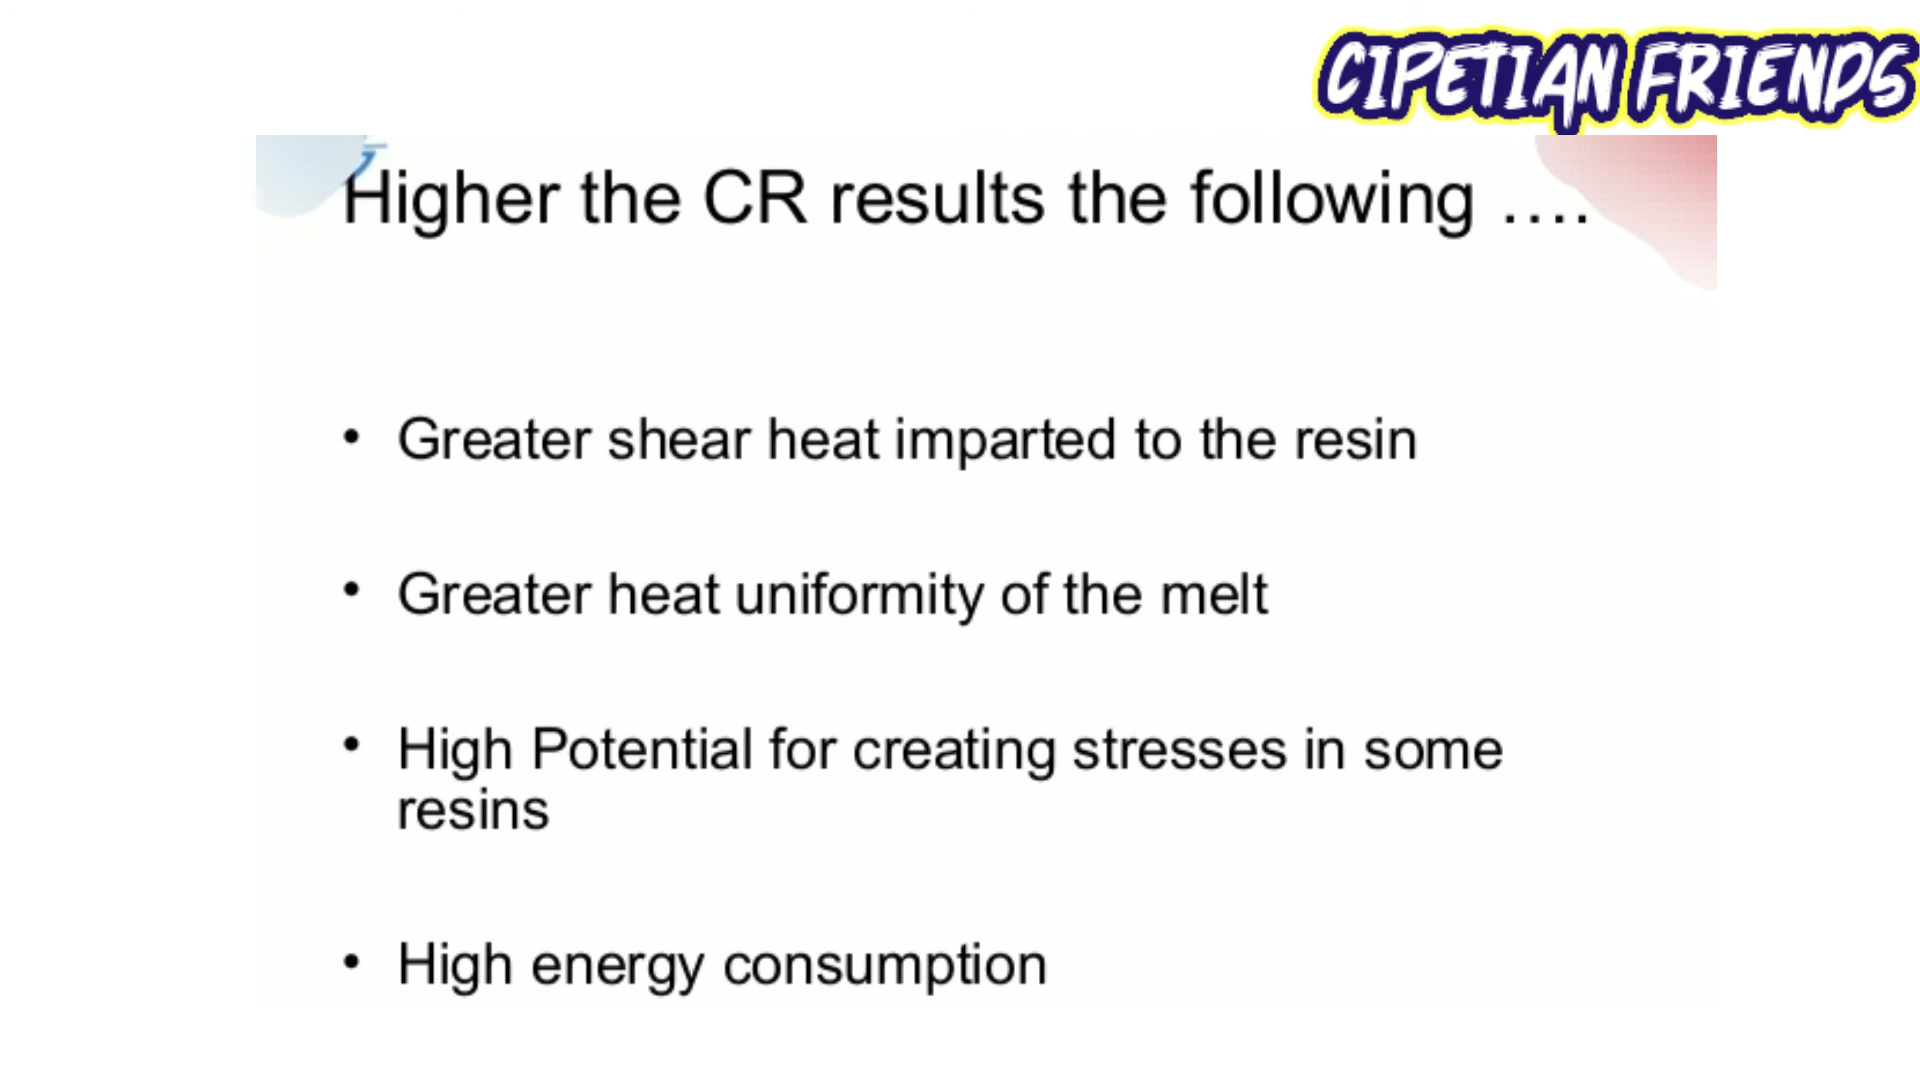 CIPETIAN FRIENDS
Higher the CR results the following ....
• Greater shear heat imparted to the resin
• Greater heat uniformity of the melt
• High Potential for creating stresses in some
resins
• High energy consumption